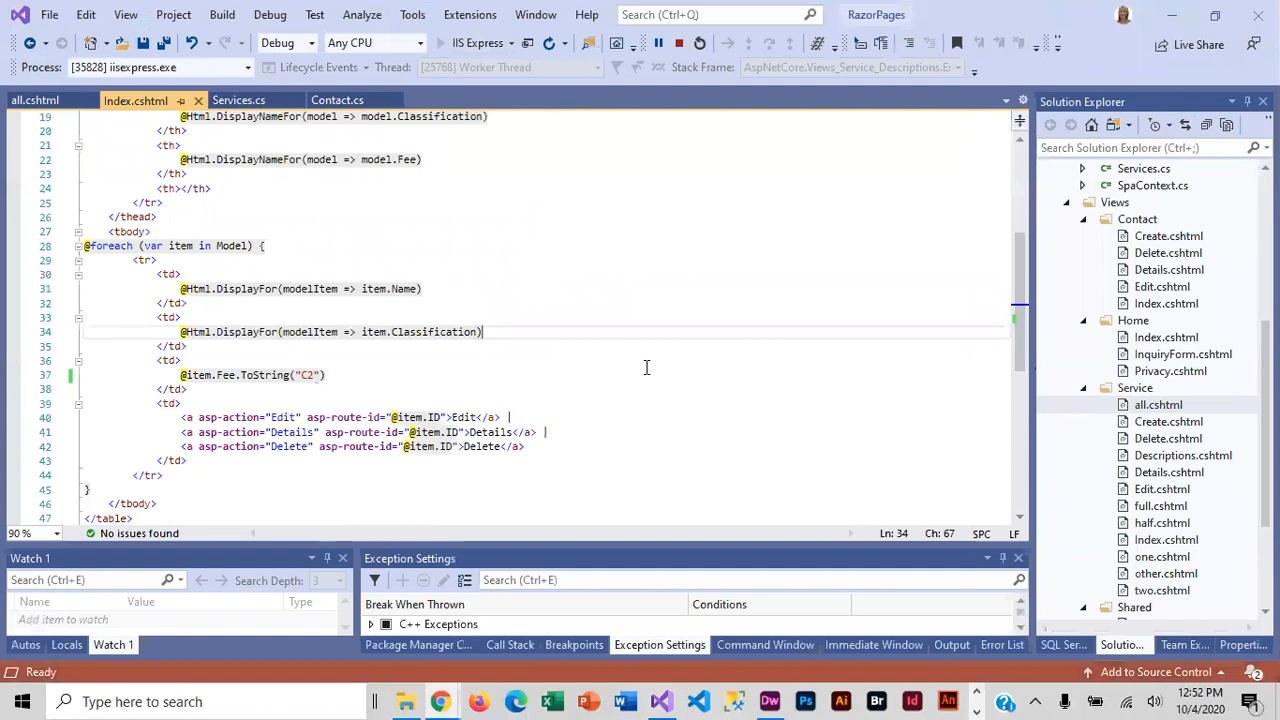 File Edit View Project Build Debug Test Analyze Tools Extensions Window Help Search (Ctrl+Q) RazorPages
Debug Any CPU IIS Express Live Share
Process: [35828] iisexpress.exe Lifecycle Events Thread: [25768] Worker Thread Stack Frame: AspNetCore.Views_Service_Descriptions.E
all.cshtml Index.cshtml Services.cs Contact.cs
19 @Html.DisplayNameFor(model => model.Classification)
20 </th>
21 <th>
22 @Html.DisplayNameFor(model => model.Fee)
23 </th>
24 <th></th>
25 </tr>
26 </thead>
27 <tbody>
28 @foreach (var item in Model) {
29 <tr>
30 <td>
31 @Html.DisplayFor(modelItem => item.Name)
32 </td>
33 <td>
34 @Html.DisplayFor(modelItem => item.Classification)
35 </td>
36 <td>
37 @item.Fee.ToString("C2")
38 </td>
39 <td>
40 <a asp-action="Edit" asp-route-id="@item.ID">Edit</a> |
41 <a asp-action="Details" asp-route-id="@item.ID">Details</a> |
42 <a asp-action="Delete" asp-route-id="@item.ID">Delete</a>
43 </td>
44 </tr>
45 }
46 </tbody>
47 </table>
90 % No issues found Ln: 34 Ch: 67 SPC LF
Solution Explorer
Search Solution Explorer (Ctrl+;)
Services.cs
SpaContext.cs
Views
Contact
Create.cshtml
Delete.cshtml
Details.cshtml
Edit.cshtml
Index.cshtml
Home
Index.cshtml
InquiryForm.cshtml
Privacy.cshtml
Service
all.cshtml
Create.cshtml
Delete.cshtml
Descriptions.cshtml
Details.cshtml
Edit.cshtml
full.cshtml
half.cshtml
Index.cshtml
one.cshtml
other.cshtml
two.cshtml
Shared
SQL Ser... Solutio... Team Ex... Properti...
Watch 1
Search (Ctrl+E) Search Depth: 3
Name Value Type
Add item to watch
Autos Locals Watch 1
Exception Settings
Search (Ctrl+E)
Break When Thrown Conditions
C++ Exceptions
Package Manager C... Call Stack Breakpoints Exception Settings Command Window Immediate Window Output Error List
Ready Add to Source Control 2
Type here to search Dw Ps Ai Br Id An 12:52 PM
10/4/2020 1